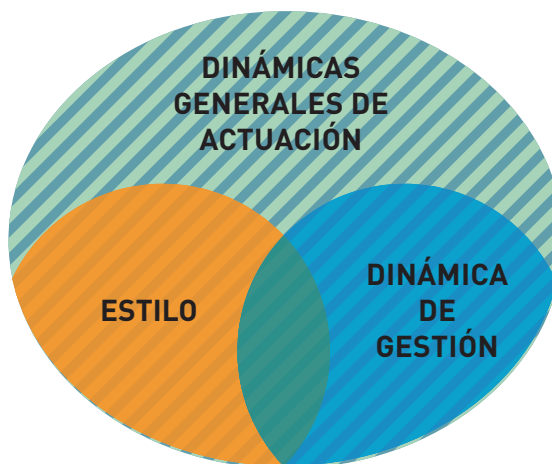 DINÁMICAS
GENERALES DE
ACTUACIÓN
ESTILO
DINÁMICA
DE
GESTIÓN